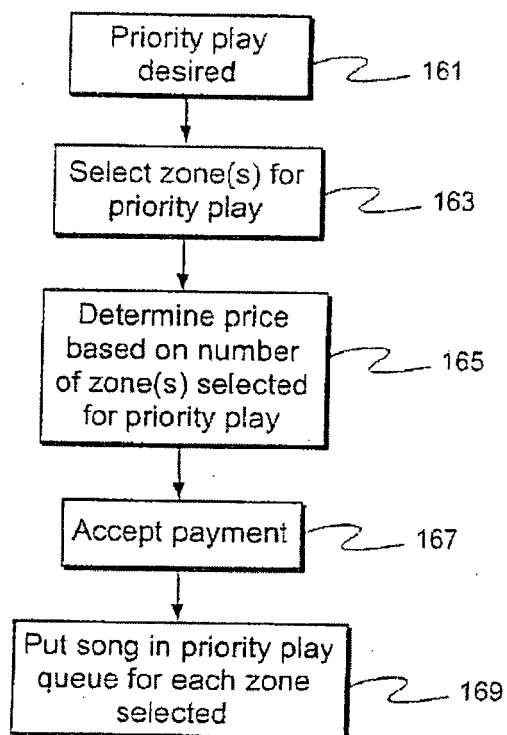 Priority play
desired
161
Select zone(s) for
priority play
163
Determine price
based on number
of zone(s) selected
for priority play
165
Accept payment
167
Put song in priority play
queue for each zone
selected
169